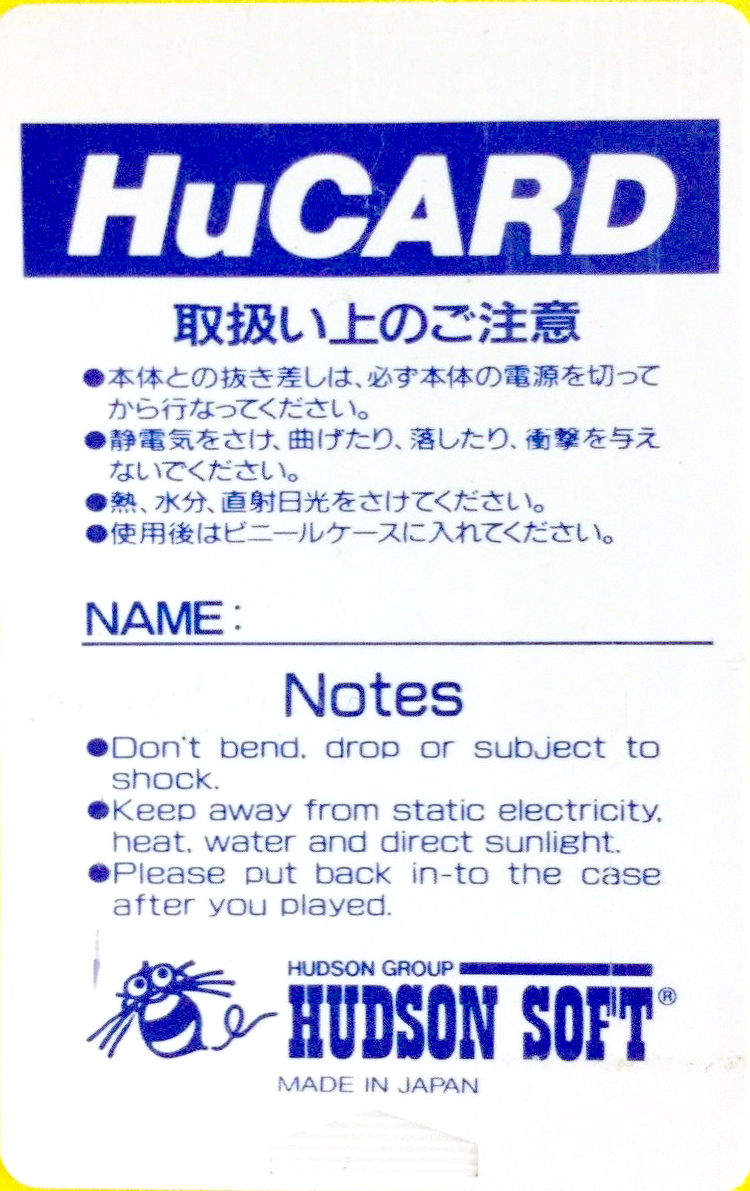 HuCARD
取扱い上のご注意
●本体との抜き差しは、必ず本体の電源を切って
から行なってください。
●静電気をさけ、曲げたり、落したり、衝撃を与え
ないでください。
●熱、水分、直射日光をさけてください。
●使用後はビニールケースに入れてください。
NAME:
Notes
●Don't bend, drop or subject to
shock.
●Keep away from static electricity,
heat, water and direct sunlight.
●Please put back in-to the case
after you played.
HUDSON GROUP
HUDSON SOFT®
MADE IN JAPAN